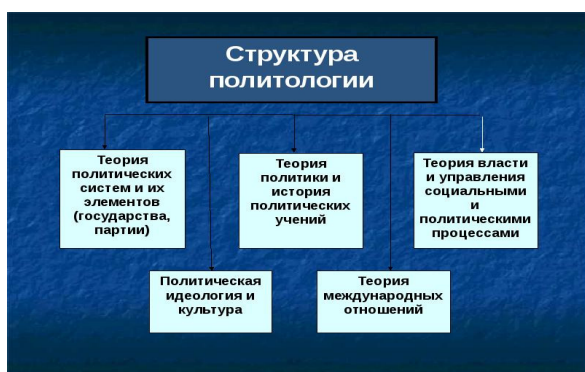 Структура
политологии
Теория
политических
систем и их
элементов
(государства,
партии)
Теория
политики и
история
политических
учений
Теория власти
и управления
социальными
и
политическими
процессами
Политическая
идеология и
культура
Теория
международных
отношений